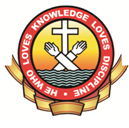 HE WHO LOVES KNOWLEDGE LOVES DISCIPLINE •